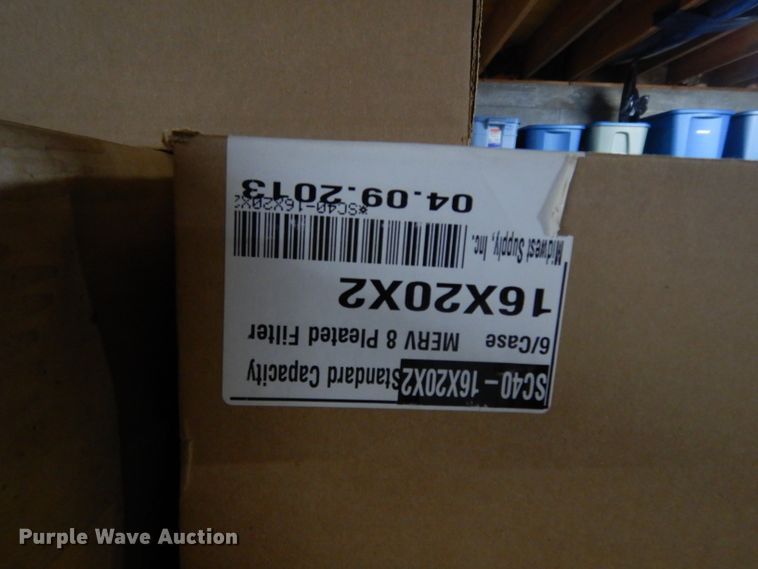 SC40 - 16X20X2 Standard Capacity
6/Case MERV 8 Pleated Filter
16X20X2
Midwest Supply, Inc.
*SC40-16X20X2
04.09.2013
Purple Wave Auction